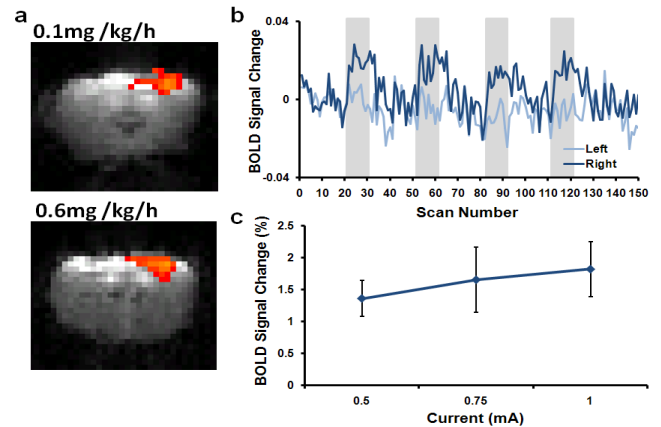 a
0.1mg /kg/h
0.6mg /kg/h
b
BOLD Signal Change
0.04
0
-0.04
0 10 20 30 40 50 60 70 80 90 100 110 120 130 140 150
Scan Number
Left
Right
c
BOLD Signal Change (%)
2.5
2
1.5
1
0.5
0
0.5 0.75 1
Current (mA)